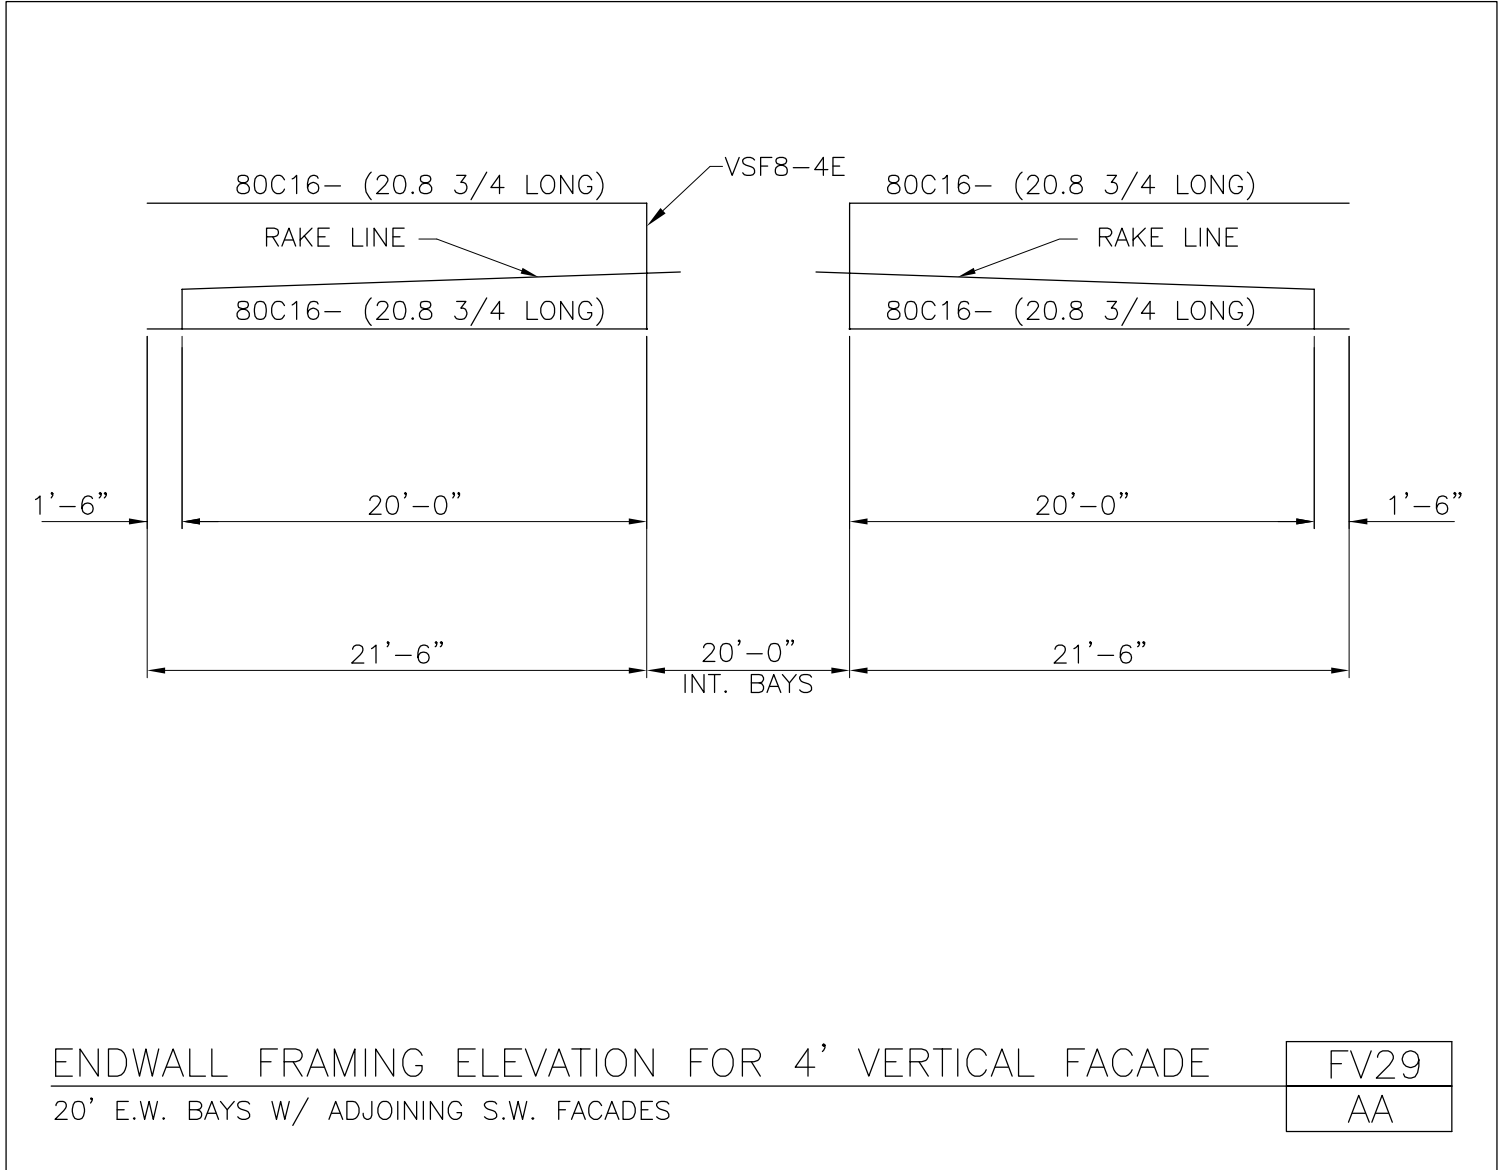 VSF8-4E
80C16- (20.8 3/4 LONG)
80C16- (20.8 3/4 LONG)
RAKE LINE
RAKE LINE
80C16- (20.8 3/4 LONG)
80C16- (20.8 3/4 LONG)
1'-6"
20'-0"
20'-0"
1'-6"
21'-6"
20'-0"
INT. BAYS
21'-6"
ENDWALL FRAMING ELEVATION FOR 4' VERTICAL FACADE
FV29
20' E.W. BAYS W/ ADJOINING S.W. FACADES
AA